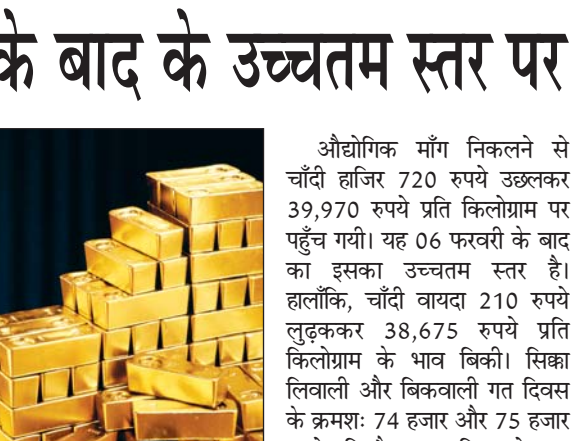 के बाद के उच्चतम स्तर पर
औद्योगिक माँग निकलने से
चाँदी हाजिर 720 रुपये उछलकर
39,970 रुपये प्रति किलोग्राम पर
पहुँच गयी। यह 06 फरवरी के बाद
का इसका उच्चतम स्तर है।
हालाँकि, चाँदी वायदा 210 रुपये
लुढ़ककर 38,675 रुपये प्रति
किलोग्राम के भाव बिकी। सिक्का
लिवाली और बिकवाली गत दिवस
के क्रमशः 74 हजार और 75 हजार